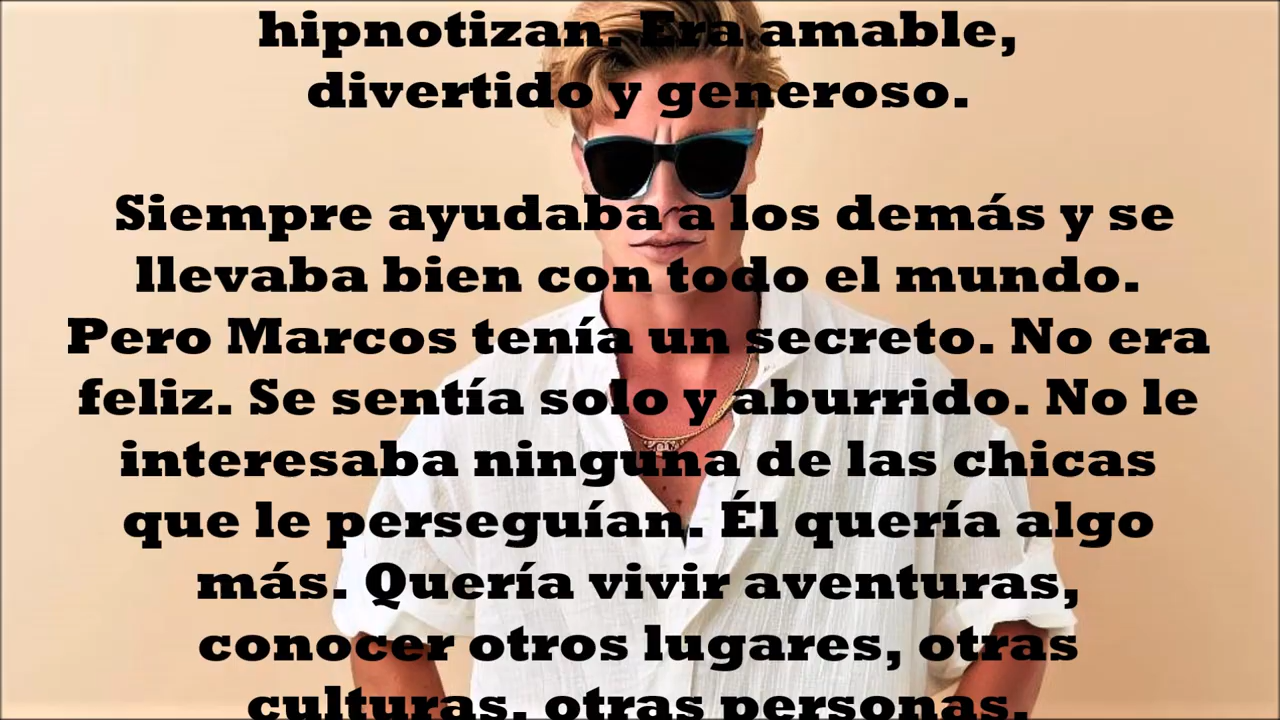 hipnotizan. Era amable,
divertido y generoso.
Siempre ayudaba a los demás y se
llevaba bien con todo el mundo.
Pero Marcos tenía un secreto. No era
feliz. Se sentía solo y aburrido. No le
interesaba ninguna de las chicas
que le perseguían. Él quería algo
más. Quería vivir aventuras,
conocer otros lugares, otras
culturas, otras personas.